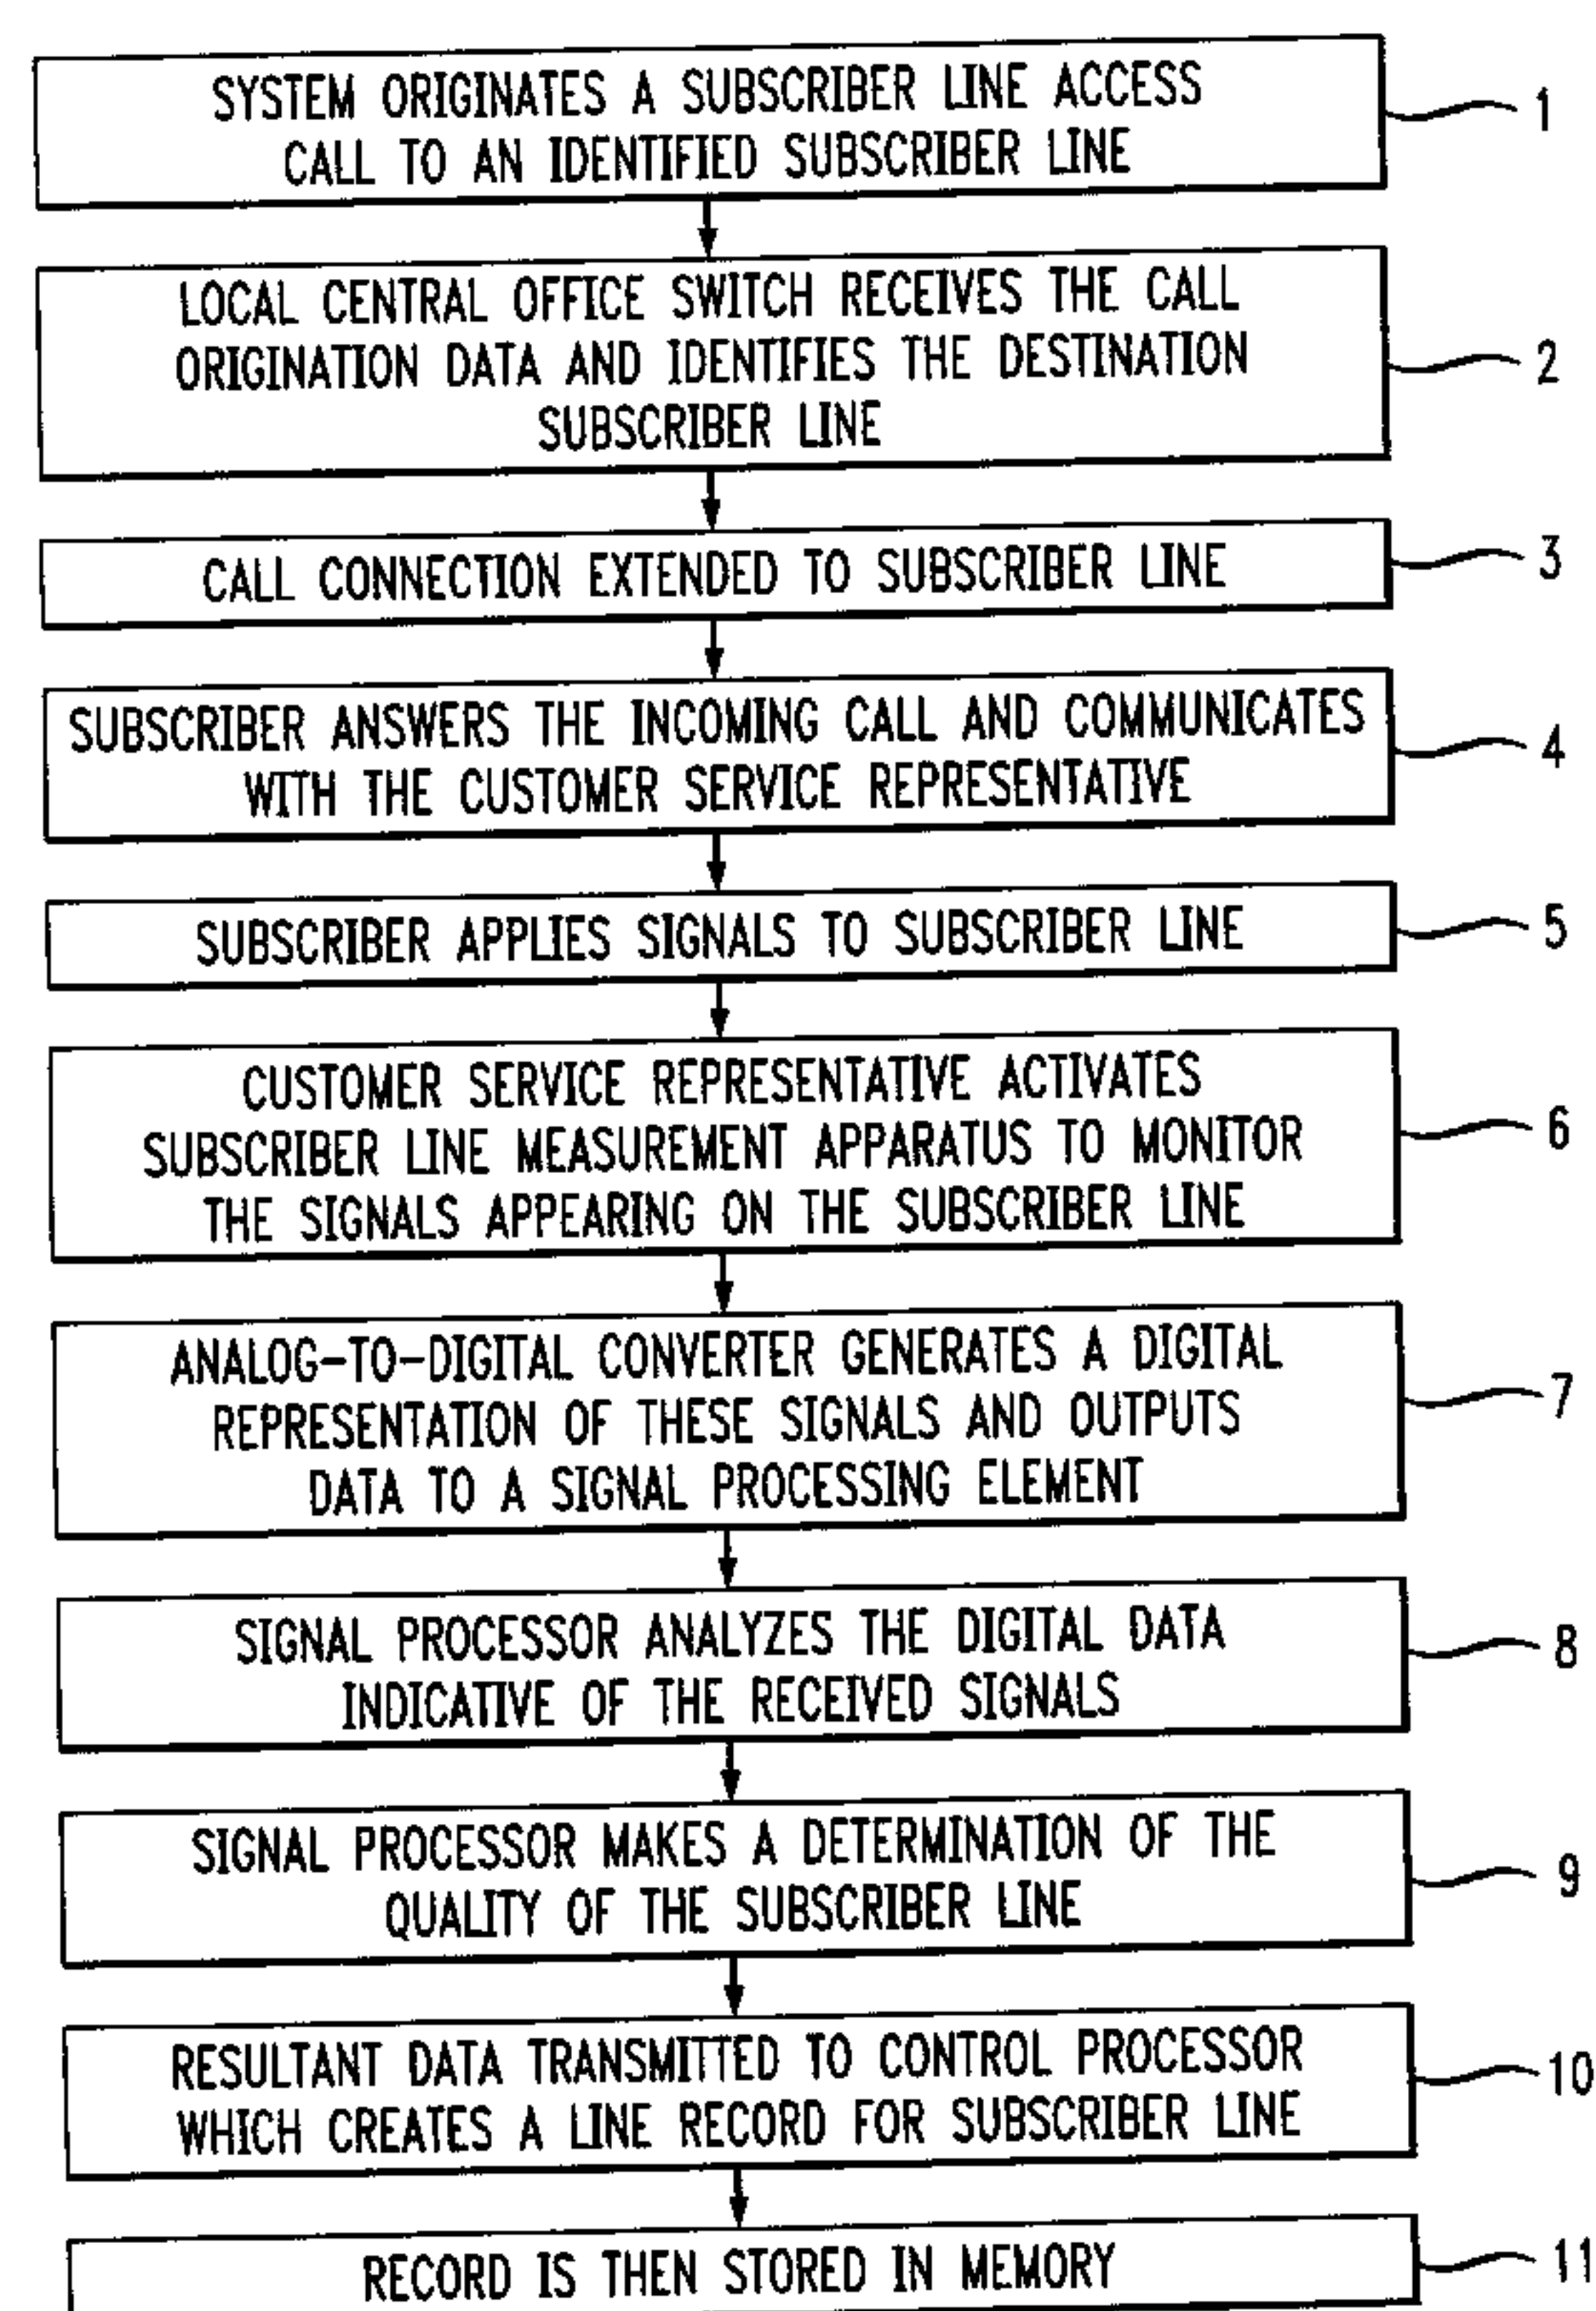 SYSTEM ORIGINATES A SUBSCRIBER LINE ACCESS
CALL TO AN IDENTIFIED SUBSCRIBER LINE
1
LOCAL CENTRAL OFFICE SWITCH RECEIVES THE CALL
ORIGINATION DATA AND IDENTIFIES THE DESTINATION
SUBSCRIBER LINE
2
CALL CONNECTION EXTENDED TO SUBSCRIBER LINE
3
SUBSCRIBER ANSWERS THE INCOMING CALL AND COMMUNICATES
WITH THE CUSTOMER SERVICE REPRESENTATIVE
4
SUBSCRIBER APPLIES SIGNALS TO SUBSCRIBER LINE
5
CUSTOMER SERVICE REPRESENTATIVE ACTIVATES
SUBSCRIBER LINE MEASUREMENT APPARATUS TO MONITOR
THE SIGNALS APPEARING ON THE SUBSCRIBER LINE
6
ANALOG-TO-DIGITAL CONVERTER GENERATES A DIGITAL
REPRESENTATION OF THESE SIGNALS AND OUTPUTS
DATA TO A SIGNAL PROCESSING ELEMENT
7
SIGNAL PROCESSOR ANALYZES THE DIGITAL DATA
INDICATIVE OF THE RECEIVED SIGNALS
8
SIGNAL PROCESSOR MAKES A DETERMINATION OF THE
QUALITY OF THE SUBSCRIBER LINE
9
RESULTANT DATA TRANSMITTED TO CONTROL PROCESSOR
WHICH CREATES A LINE RECORD FOR SUBSCRIBER LINE
10
RECORD IS THEN STORED IN MEMORY
11